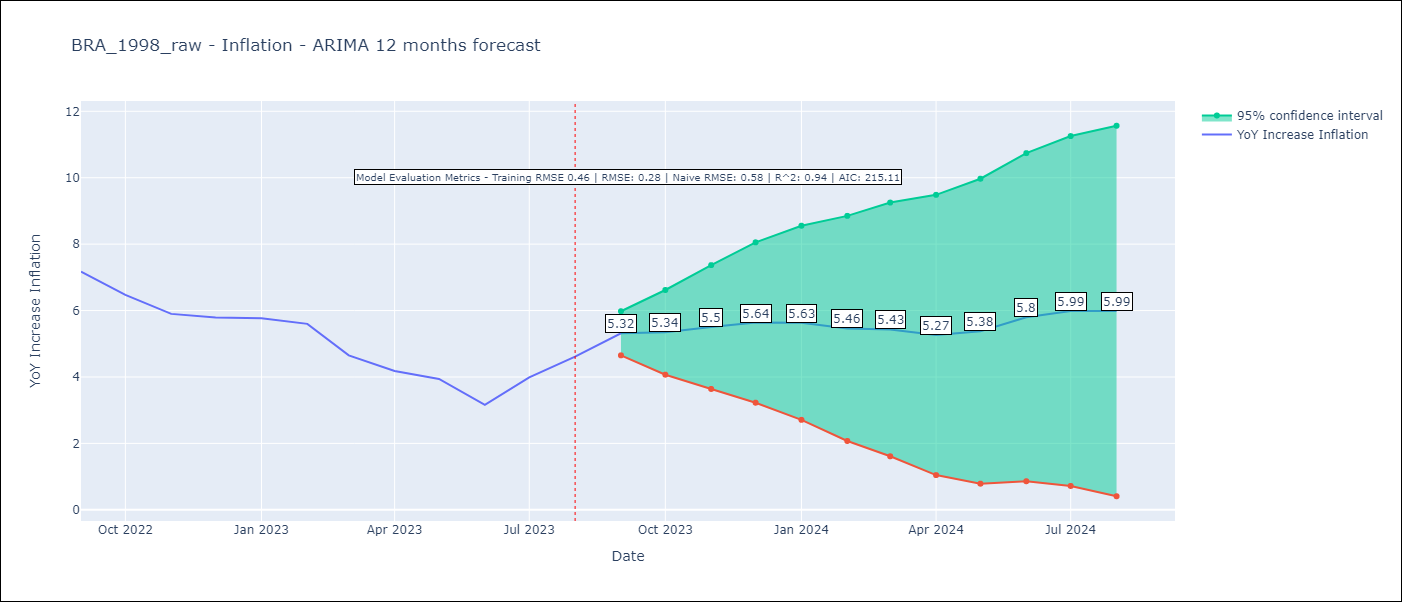 BRA_1998_raw - Inflation - ARIMA 12 months forecast
95% confidence interval
YoY Increase Inflation
Model Evaluation Metrics - Training RMSE 0.46 | RMSE: 0.28 | Naive RMSE: 0.58 | R^2: 0.94 | AIC: 215.11
YoY Increase Inflation
12
10
8
6
4
2
0
5.32
5.34
5.5
5.64
5.63
5.46
5.43
5.27
5.38
5.8
5.99
5.99
Oct 2022
Jan 2023
Apr 2023
Jul 2023
Oct 2023
Jan 2024
Apr 2024
Jul 2024
Date